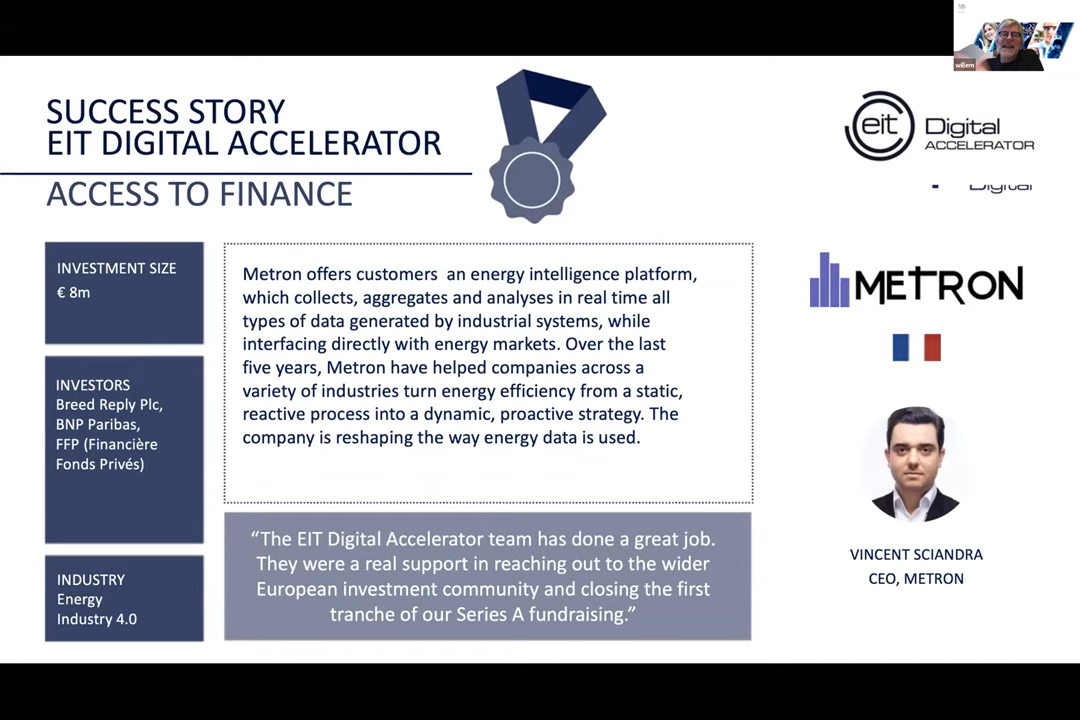 willem
SUCCESS STORY
EIT DIGITAL ACCELERATOR
ACCESS TO FINANCE
eit Digital
ACCELERATOR
Digital
INVESTMENT SIZE
€ 8m
INVESTORS
Breed Reply Plc,
BNP Paribas,
FFP (Financière
Fonds Privés)
INDUSTRY
Energy
Industry 4.0
Metron offers customers an energy intelligence platform,
which collects, aggregates and analyses in real time all
types of data generated by industrial systems, while
interfacing directly with energy markets. Over the last
five years, Metron have helped companies across a
variety of industries turn energy efficiency from a static,
reactive process into a dynamic, proactive strategy. The
company is reshaping the way energy data is used.
“The EIT Digital Accelerator team has done a great job.
They were a real support in reaching out to the wider
European investment community and closing the first
tranche of our Series A fundraising.”
METRON
VINCENT SCIANDRA
CEO, METRON